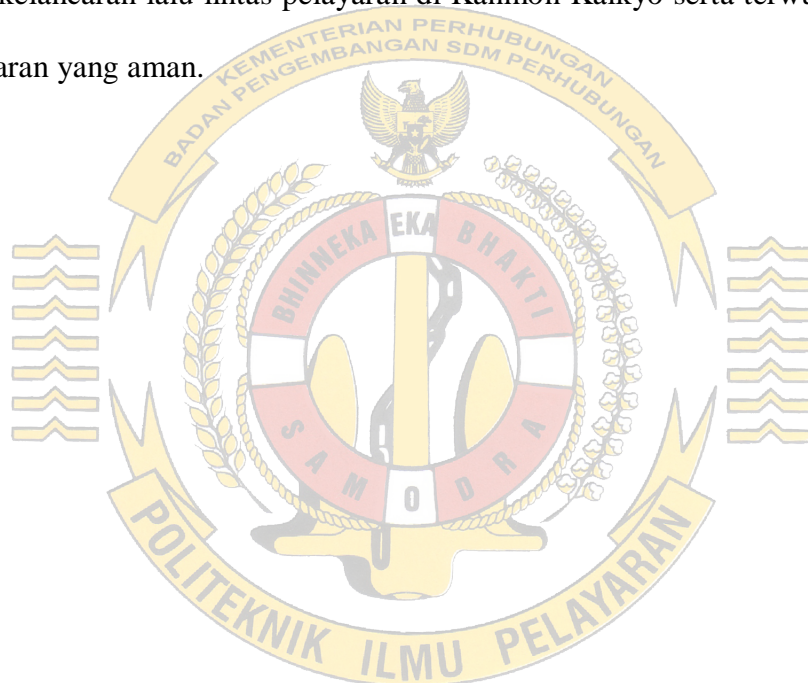 kelancaran lalu lintas pelayaran di Kanmon Kaikyo serta
aran yang aman.
KEMENTERIAN PERHUBUNGAN
BADAN PENGEMBANGAN SDM PERHUBUNGAN
BHINNEKA EKA BHAKTI
SAMODRA
POLITEKNIK ILMU PELAYARAN